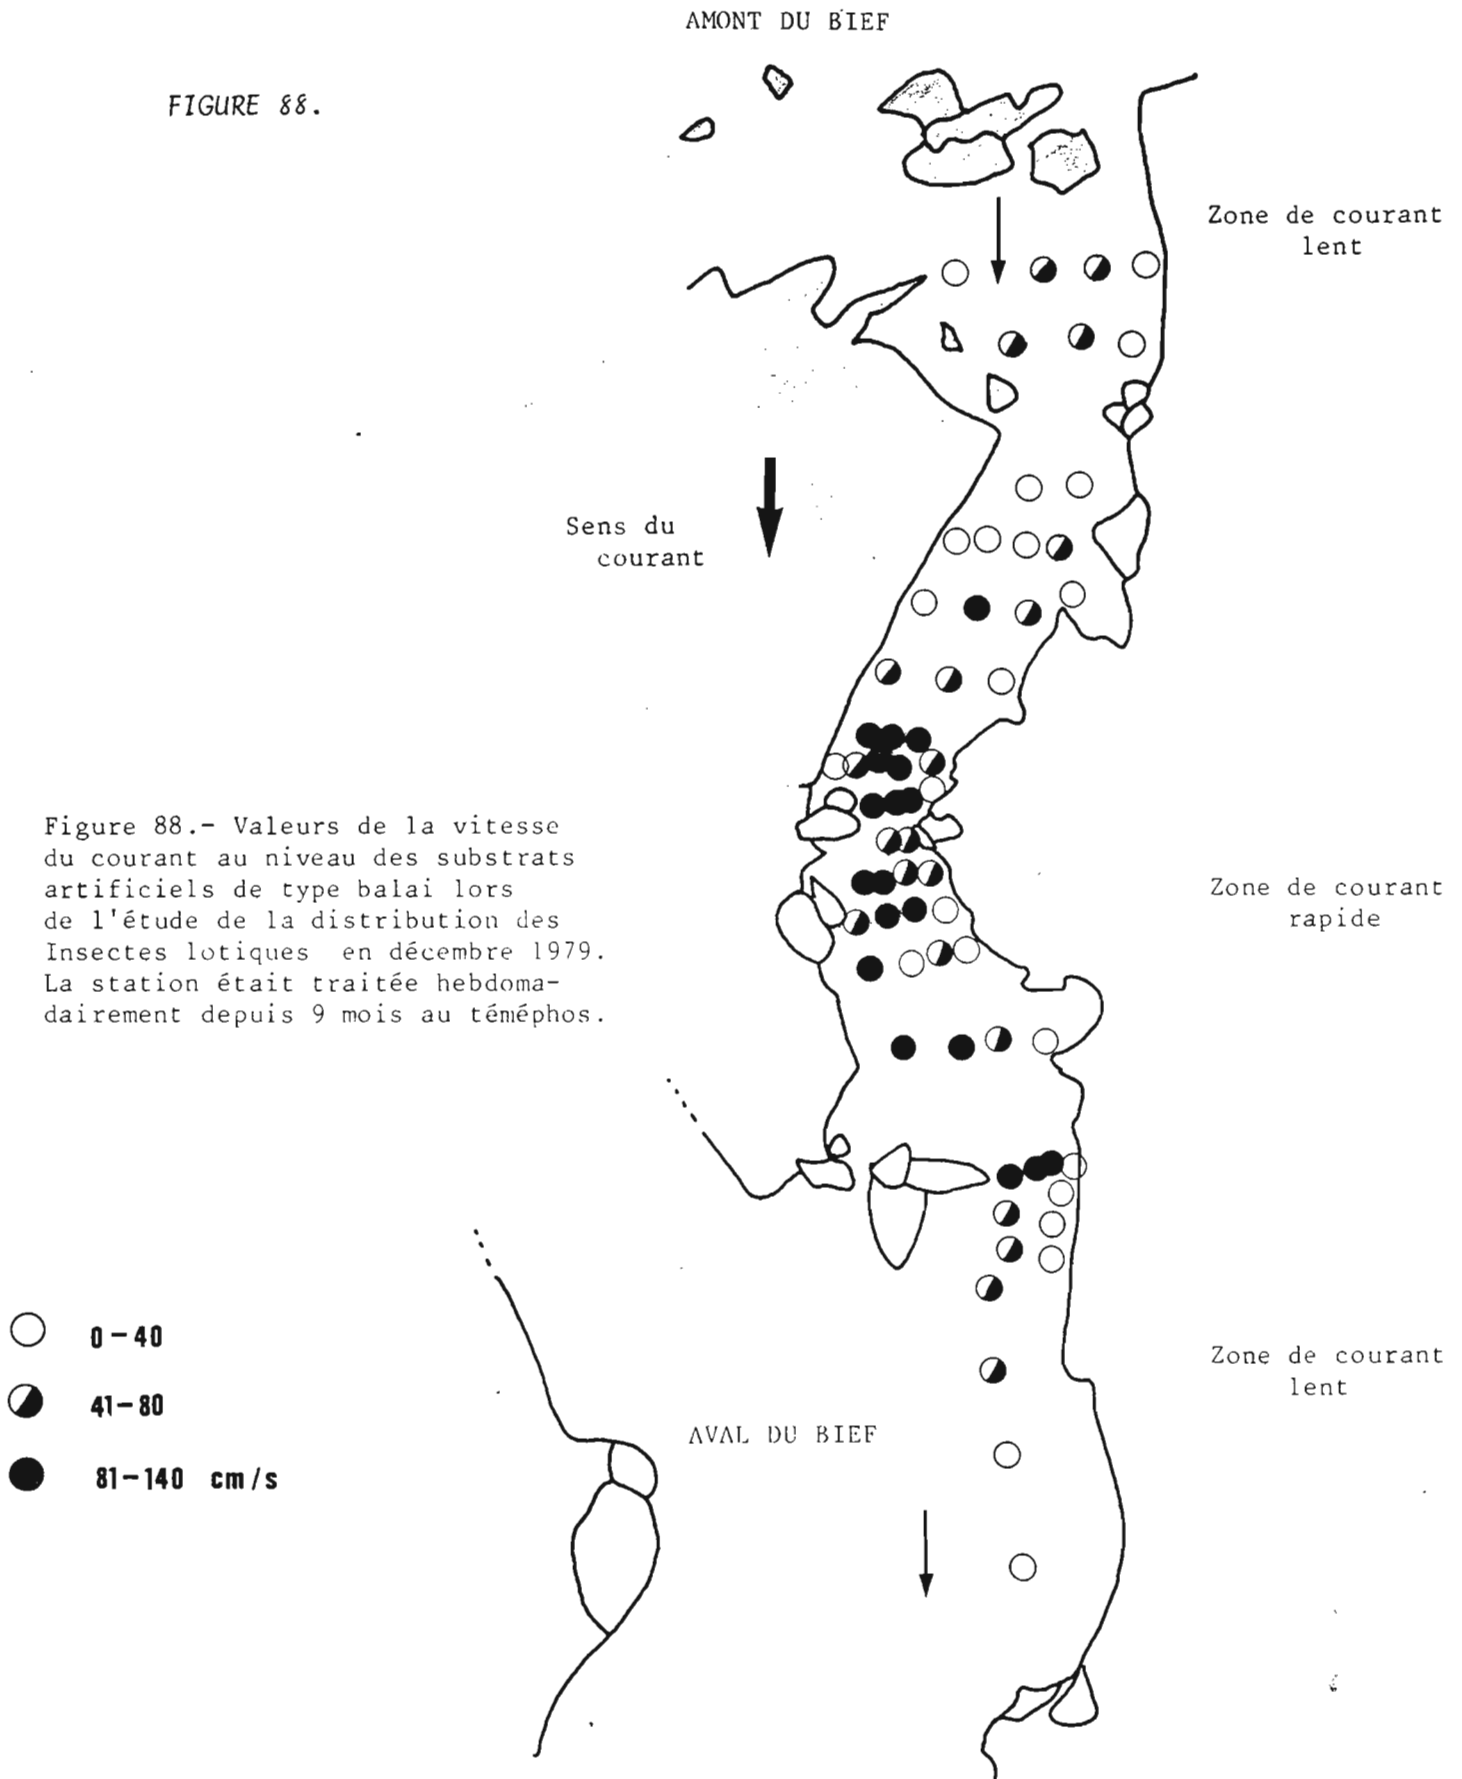 AMONT DU BIEF
FIGURE 88.
Zone de courant
lent
Sens du
courant
Figure 88.- Valeurs de la vitesse
du courant au niveau des substrats
artificiels de type balai lors
de l'étude de la distribution des
Insectes lotiques en décembre 1979.
La station était traitée hebdoma-
dairement depuis 9 mois au téméphos.
Zone de courant
rapide
0-40
41-80
81-140 cm/s
Zone de courant
lent
AVAL DU BIEF